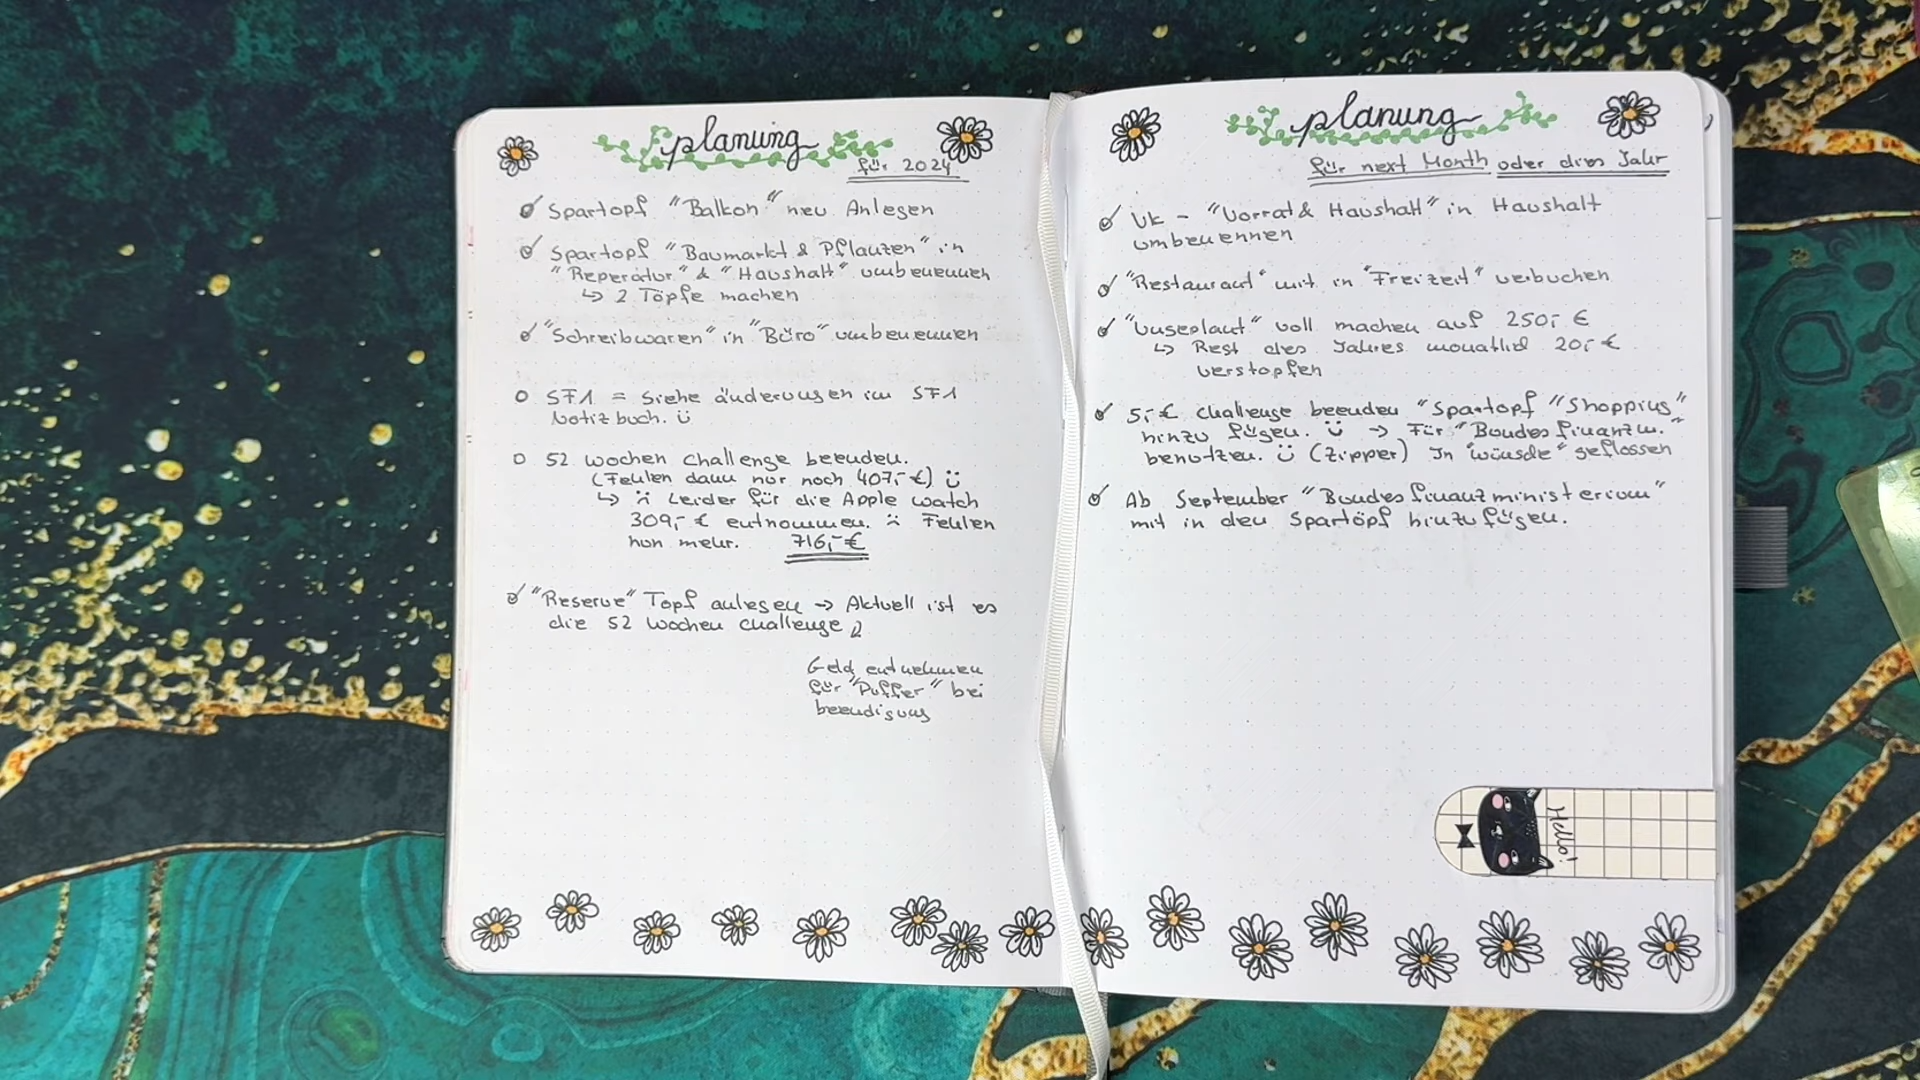 planung
für 2024
Spartopf "Balkon" neu Anlegen
Spartopf "Baumarkt & Pflanzen" in
"Reperatur" & "Haushalt" umbenennen
↳ 2 Töpfe machen
"Schreibwaren" in "Büro" umbenennen
SF1 = Siehe änderungen im SF1
Notizbuch. ü
52 Wochen Challenge beenden.
(Fehlen dann nur noch 407,-€) ü
↳ Leider für die Apple Watch
309,-€ entnommen. Fehlen
nun mehr. 716,-€
"Reserve" Topf anlegen → Aktuell ist es
die 52 Wochen Challenge
Geld entnehmen
für "Puffer" bei
beendigung
planung
für next Month oder dies Jahr
VK - "Vorrat & Haushalt" in Haushalt
umbenennen
"Restaurant" mit in "Freizeit" verbuchen
"Ungeplant" voll machen auf 250,- €
↳ Rest des Jahres monatlich 20,-€
verstopfen
5,-€ Challenge beenden "Spartopf "Shopping"
hinzu fügen. ü → Für "Bundesfinanzm."
benutzen. ü (Zipper) In "wünsche" geflossen
Ab September "Bundesfinanzministerium"
mit in den Spartöpf hinzufügen.
Hello!